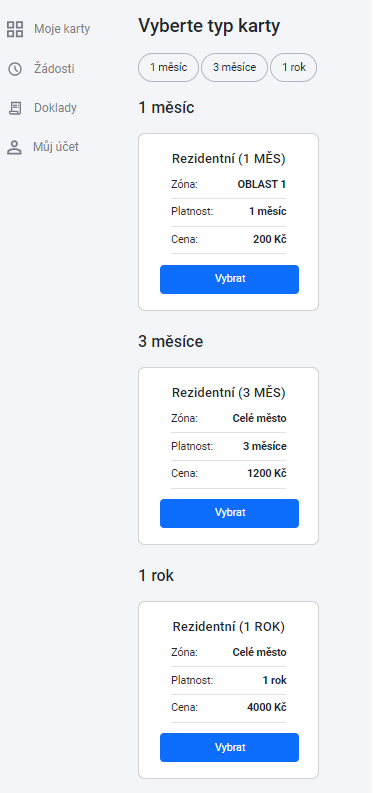 Moje karty
Žádosti
Doklady
Můj účet
Vyberte typ karty
1 měsíc
3 měsíce
1 rok
1 měsíc
Rezidentní (1 MĚS)
Zóna: OBLAST 1
Platnost: 1 měsíc
Cena: 200 Kč
Vybrat
3 měsíce
Rezidentní (3 MĚS)
Zóna: Celé město
Platnost: 3 měsíce
Cena: 1200 Kč
Vybrat
1 rok
Rezidentní (1 ROK)
Zóna: Celé město
Platnost: 1 rok
Cena: 4000 Kč
Vybrat